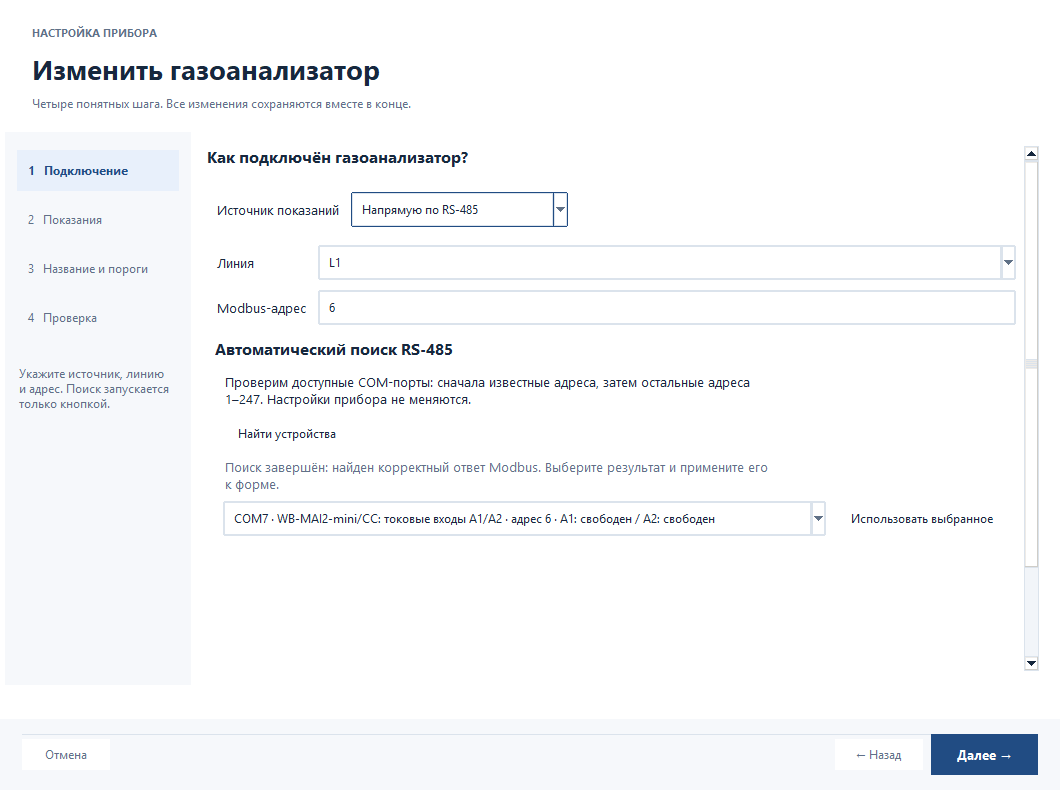 НАСТРОЙКА ПРИБОРА
Изменить газоанализатор
Четыре понятных шага. Все изменения сохраняются вместе в конце.
1 Подключение
2 Показания
3 Название и пороги
4 Проверка
Укажите источник, линию
и адрес. Поиск запускается
только кнопкой.
Как подключён газоанализатор?
Источник показаний Напрямую по RS-485
Линия L1
Modbus-адрес 6
Автоматический поиск RS-485
Проверим доступные COM-порты: сначала известные адреса, затем остальные адреса
1–247. Настройки прибора не меняются.
Найти устройства
Поиск завершён: найден корректный ответ Modbus. Выберите результат и примените его
к форме.
COM7 · WB-MAI2-mini/CC: токовые входы A1/A2 · адрес 6 · A1: свободен / A2: свободен Использовать выбранное
Отмена ← Назад Далее →